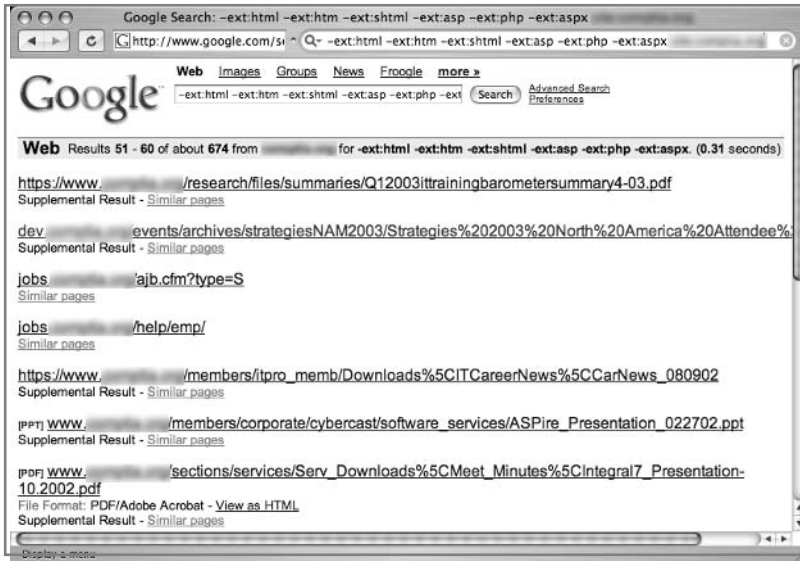 Google Search: -ext:html -ext:htm -ext:shtml -ext:asp -ext:php -ext:aspx
G http://www.google.com/se -ext:html -ext:htm -ext:shtml -ext:asp -ext:php -ext:aspx
Web Images Groups News Froogle more »
Google -ext:html -ext:htm -ext:shtml -ext:asp -ext:php -ext Search Advanced Search
Preferences
Web Results 51 - 60 of about 674 from for -ext:html -ext:htm -ext:shtml -ext:asp -ext:php -ext:aspx. (0.31 seconds)
https://www. /research/files/summaries/Q12003ittrainingbarometersummary4-03.pdf
Supplemental Result - Similar pages
dev. events/archives/strategiesNAM2003/Strategies%202003%20North%20America%20Attendee%
Supplemental Result - Similar pages
jobs. /ajb.cfm?type=S
Similar pages
jobs. /help/emp/
Similar pages
https://www. /members/itpro_memb/Downloads%5CITCareerNews%5CCarNews_080902
Supplemental Result - Similar pages
[PPT] www. /members/corporate/cybercast/software_services/ASPire_Presentation_022702.ppt
Supplemental Result - Similar pages
[PDF] www. /sections/services/Serv_Downloads%5CMeet_Minutes%5CIntegral7_Presentation-
10.2002.pdf
File Format: PDF/Adobe Acrobat - View as HTML
Supplemental Result - Similar pages
Display a menu